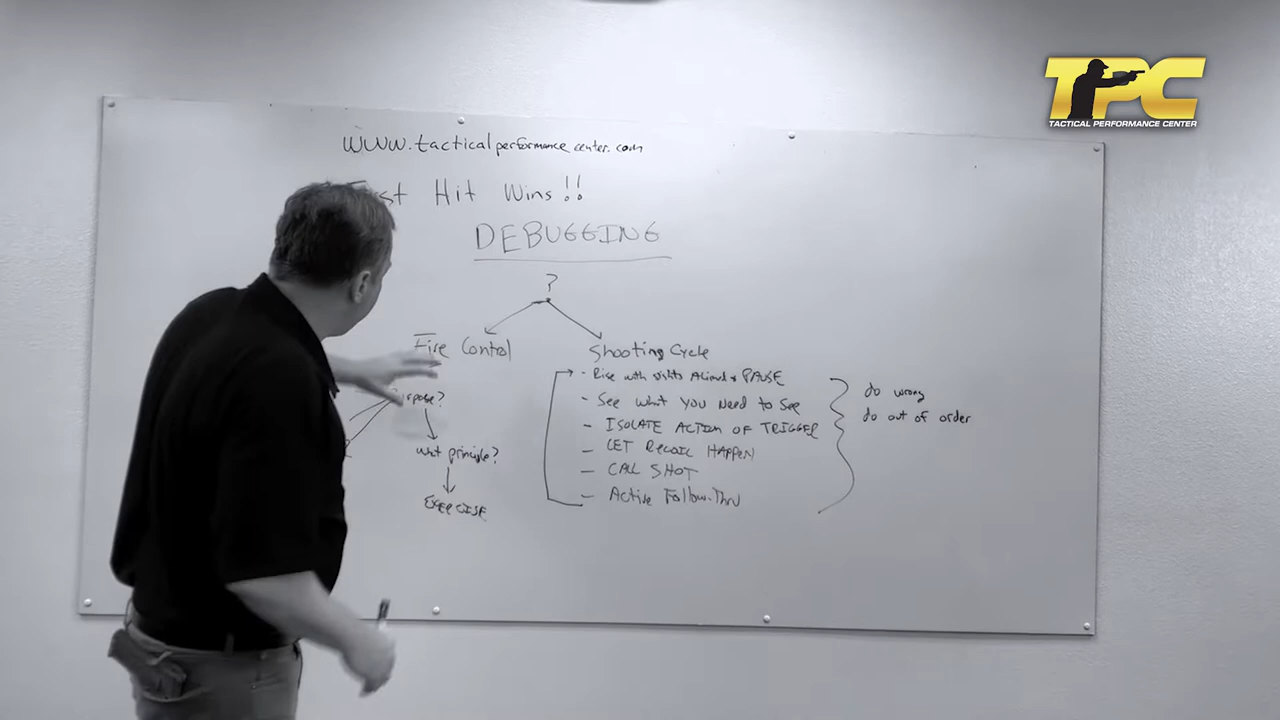 TPC
TACTICAL PERFORMANCE CENTER
www.tacticalperformancecenter.com
st Hit Wins!!
DEBUGGING
?
Fire Control
Shooting Cycle
- Rise with sights Aligned & PAUSE
- See what you need to see
- ISOLATE ACTION OF TRIGGER
- LET RECOIL HAPPEN
- CALL SHOT
- Active Follow-Thru
do wrong
do out of order
rpose?
what principle?
EXERCISE